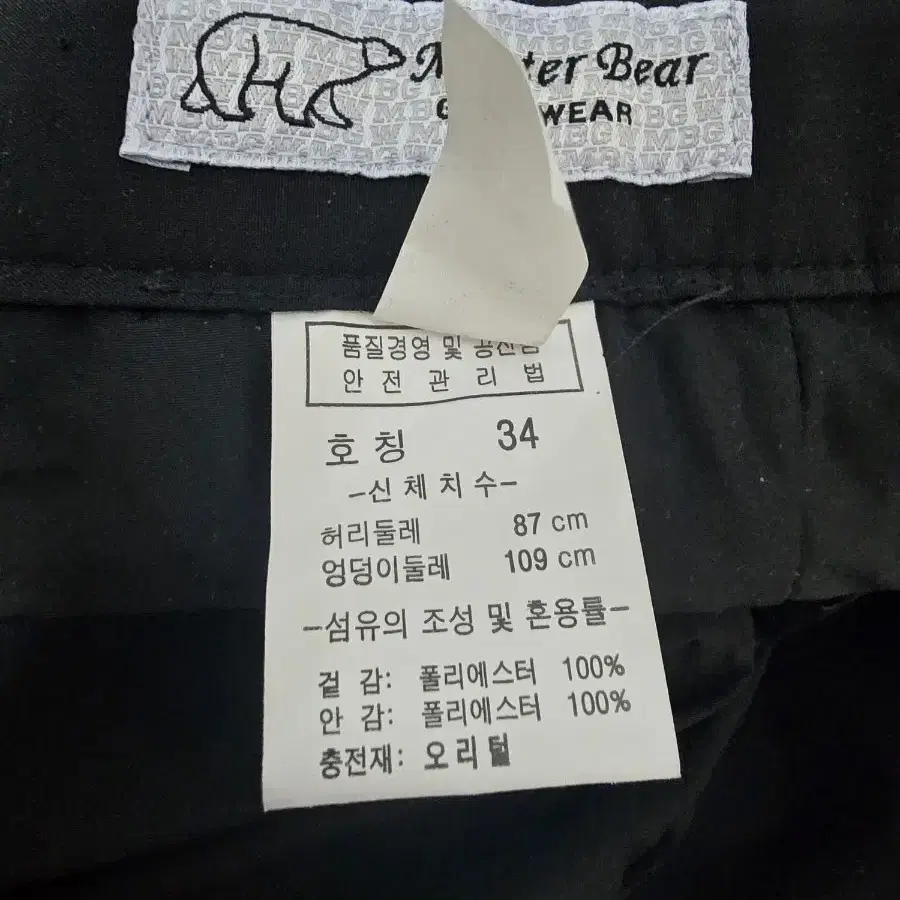 Bear
WEAR
품질경영 및 공산품
안 전 관 리 법
호 칭 34
-신 체 치 수-
허리둘레 87 cm
엉덩이둘레 109 cm
-섬유의 조성 및 혼용률-
겉 감: 폴리에스터 100%
안 감: 폴리에스터 100%
충전재: 오리털